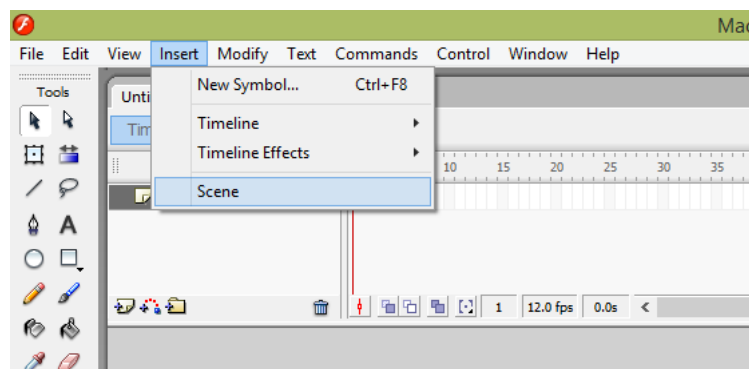 Mac
File Edit View Insert Modify Text Commands Control Window Help
Tools
Unti
New Symbol... Ctrl+F8
Tim
Timeline
Timeline Effects
10 15 20 25 30 35
Scene
A
1 12.0 fps 0.0s